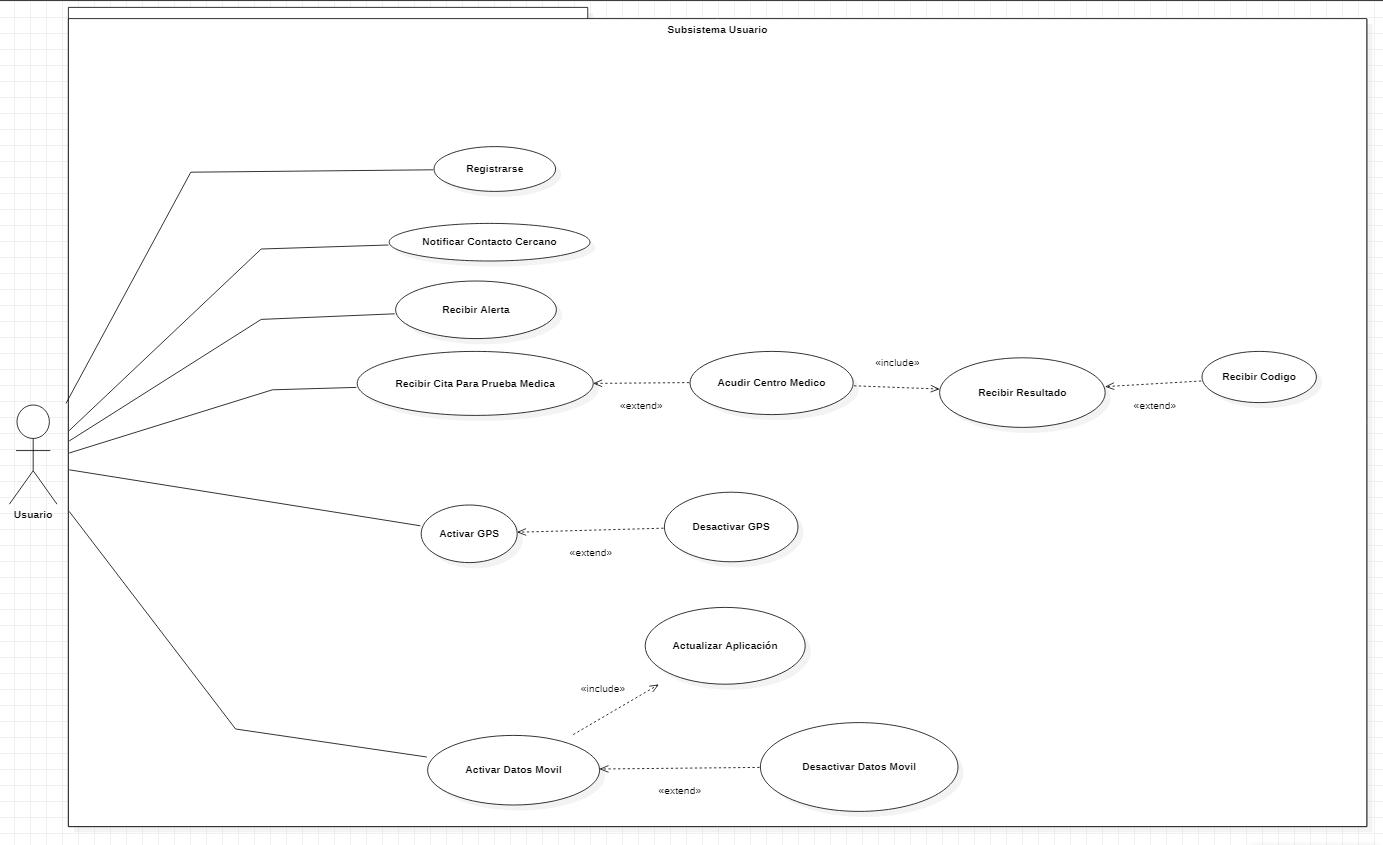 Subsistema Usuario
Registrarse
Notificar Contacto Cercano
Recibir Alerta
Recibir Cita Para Prueba Medica
«extend»
Acudir Centro Medico
«include»
Recibir Resultado
«extend»
Recibir Codigo
Usuario
Activar GPS
«extend»
Desactivar GPS
Actualizar Aplicación
«include»
Activar Datos Movil
«extend»
Desactivar Datos Movil